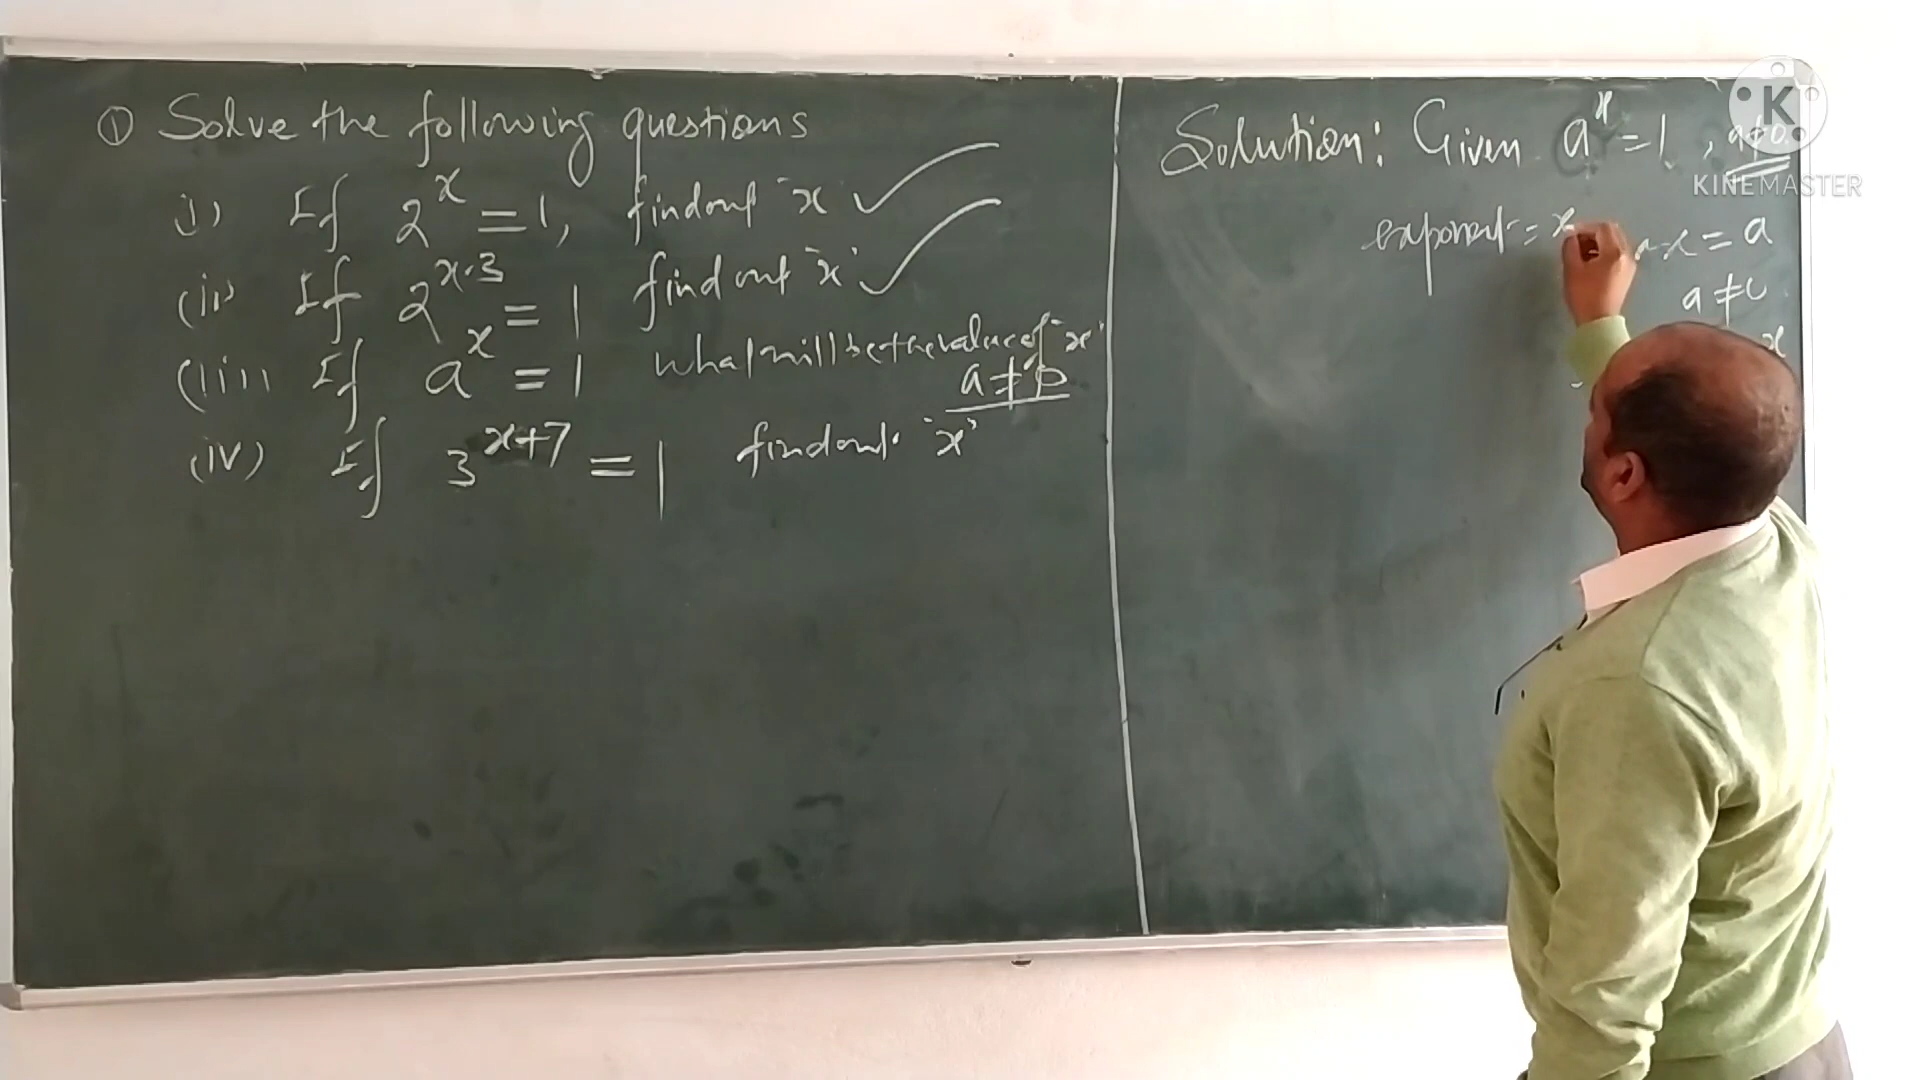 ① Solve the following questions
(i) If 2^x = 1, findout "x"
(ii) If 2^x-3 = 1 find out "x"
(iii) If a^x = 1 what will be the value of "x"
a ≠ 0
(iv) If 3^x+7 = 1 findout "x"
Solution: Given a^x = 1, a≠0.
exponent = x
= a
a ≠
x
KINEMASTER